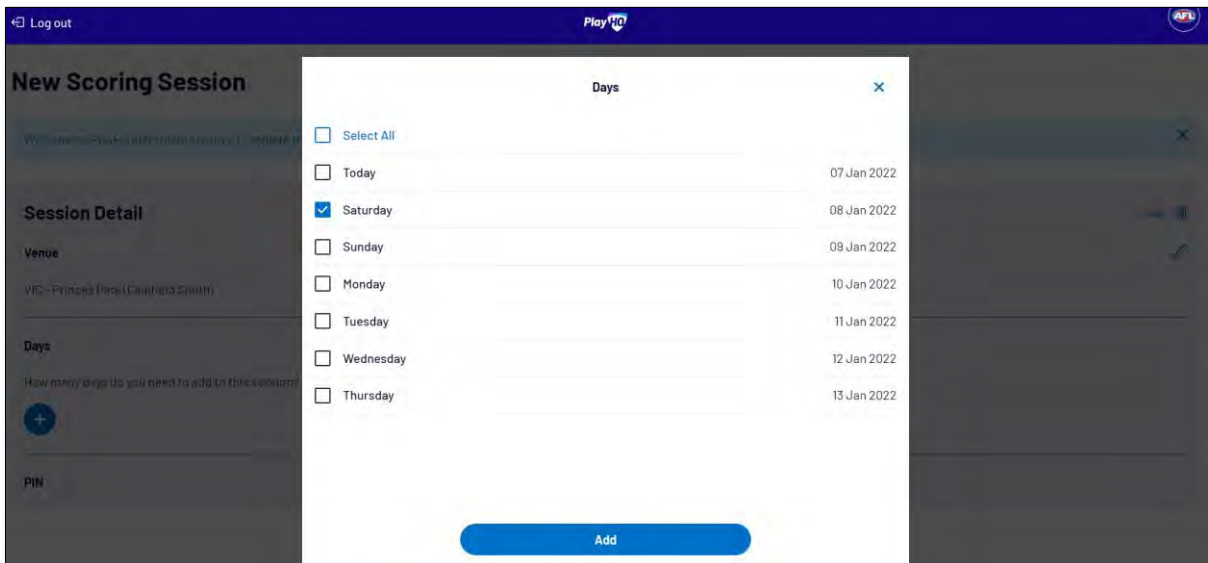 Log out
PlayHQ
AFL
New Scoring Session
Days
Select All
Today 07 Jan 2022
Saturday 08 Jan 2022
Sunday 09 Jan 2022
Monday 10 Jan 2022
Tuesday 11 Jan 2022
Wednesday 12 Jan 2022
Thursday 13 Jan 2022
Add
Session Detail
Venue
VIC - Princes Park (Caulfield South)
Days
How many days do you need to add to this session?
PIN